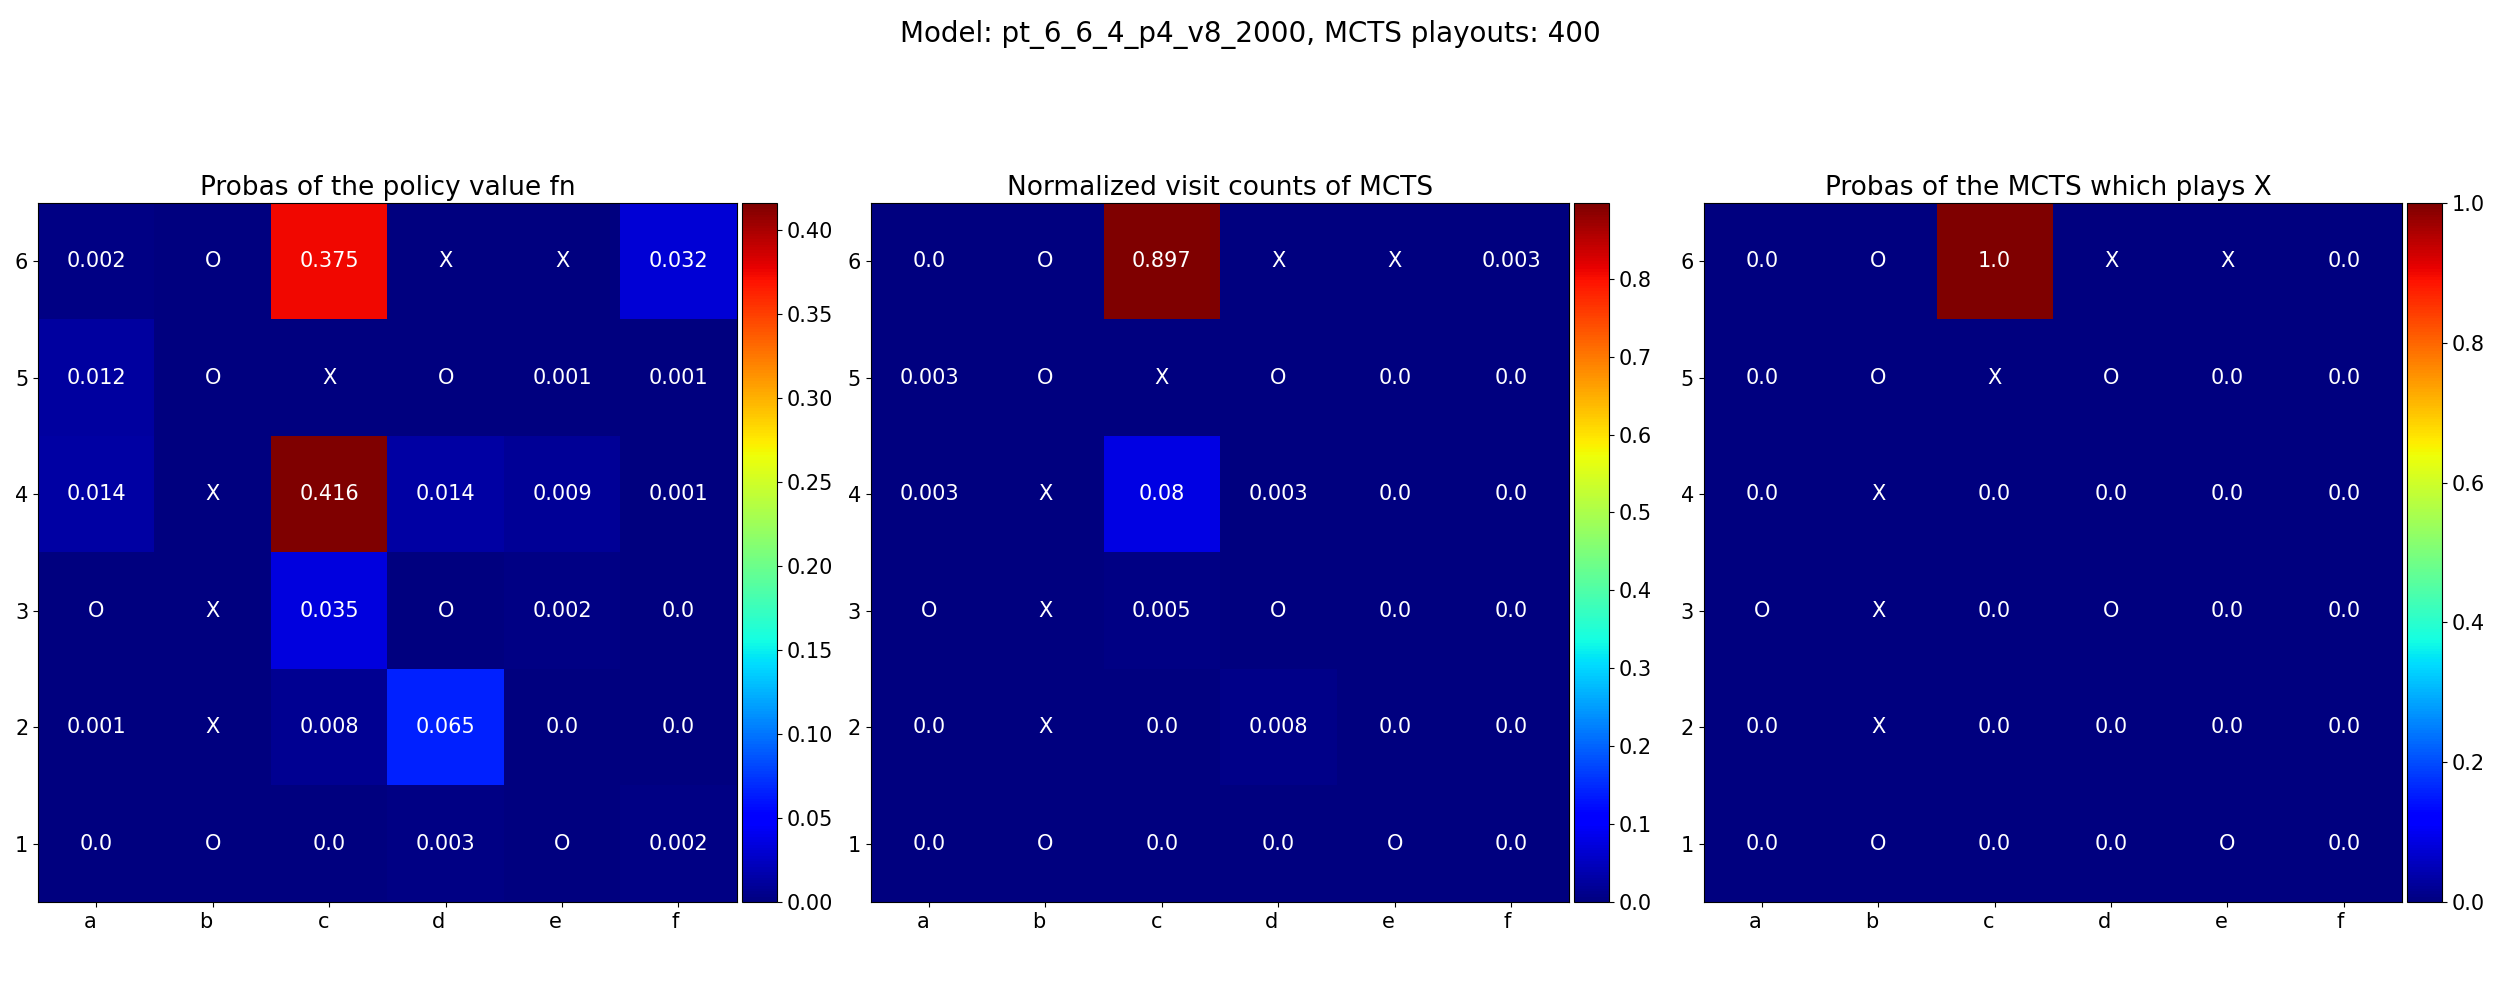 Model: pt_6_6_4_p4_v8_2000, MCTS playouts: 400
Probas of the policy value fn
6 0.002 O 0.375 X X 0.032
5 0.012 O X O 0.001 0.001
4 0.014 X 0.416 0.014 0.009 0.001
3 O X 0.035 O 0.002 0.0
2 0.001 X 0.008 0.065 0.0 0.0
1 0.0 O 0.0 0.003 O 0.002
a b c d e f
0.40
0.35
0.30
0.25
0.20
0.15
0.10
0.05
0.00
Normalized visit counts of MCTS
6 0.0 O 0.897 X X 0.003
5 0.003 O X O 0.0 0.0
4 0.003 X 0.08 0.003 0.0 0.0
3 O X 0.005 O 0.0 0.0
2 0.0 X 0.0 0.008 0.0 0.0
1 0.0 O 0.0 0.0 O 0.0
a b c d e f
0.8
0.7
0.6
0.5
0.4
0.3
0.2
0.1
0.0
Probas of the MCTS which plays X
6 0.0 O 1.0 X X 0.0
5 0.0 O X O 0.0 0.0
4 0.0 X 0.0 0.0 0.0 0.0
3 O X 0.0 O 0.0 0.0
2 0.0 X 0.0 0.0 0.0 0.0
1 0.0 O 0.0 0.0 O 0.0
a b c d e f
1.0
0.8
0.6
0.4
0.2
0.0